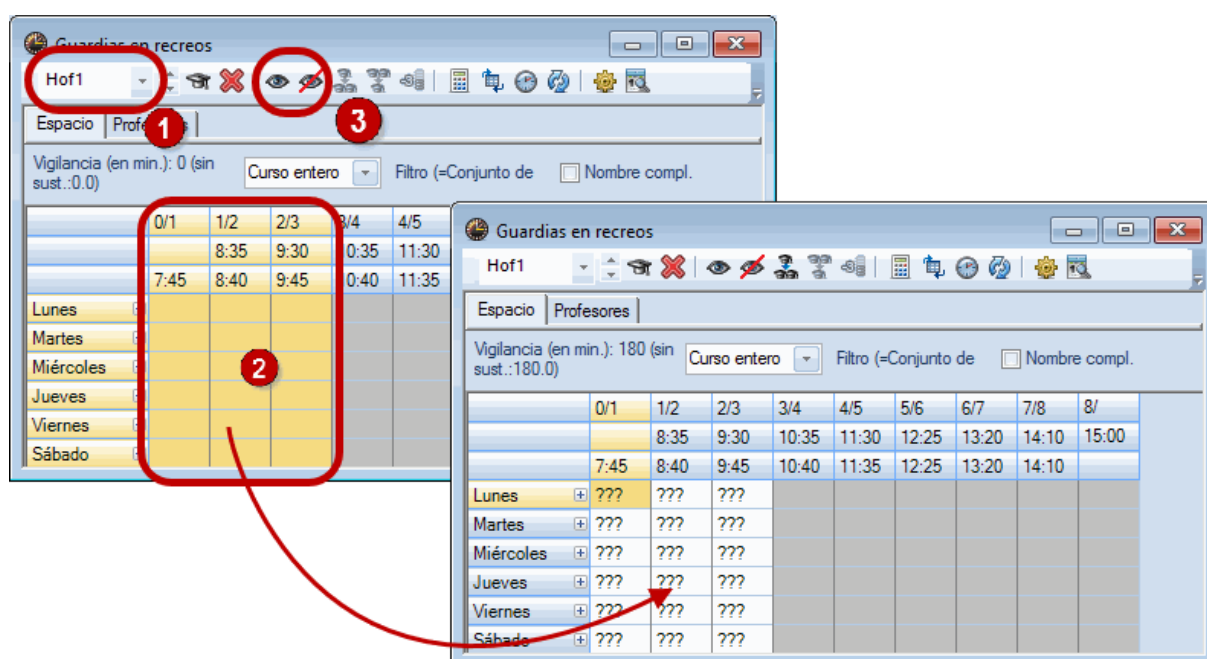 Guardias en recreos
Hof1
3
Espacio Profesores
1
Vigilancia (en min.): 0 (sin
sust.:0.0)
Curso entero
Filtro (=Conjunto de
Nombre compl.
0/1 1/2 2/3 3/4 4/5
8:35 9:30 10:35 11:30
7:45 8:40 9:45 10:40 11:35
Lunes
Martes
Miércoles
2
Jueves
Viernes
Sábado
Guardias en recreos
Hof1
Espacio Profesores
Vigilancia (en min.): 180 (sin
sust.:180.0)
Curso entero
Filtro (=Conjunto de
Nombre compl.
0/1 1/2 2/3 3/4 4/5 5/6 6/7 7/8 8/
8:35 9:30 10:35 11:30 12:25 13:20 14:10 15:00
7:45 8:40 9:45 10:40 11:35 12:25 13:20 14:10
Lunes ??? ??? ???
Martes ??? ??? ???
Miércoles ??? ??? ???
Jueves ??? ??? ???
Viernes ??? ??? ???
Sábado ??? ??? ???